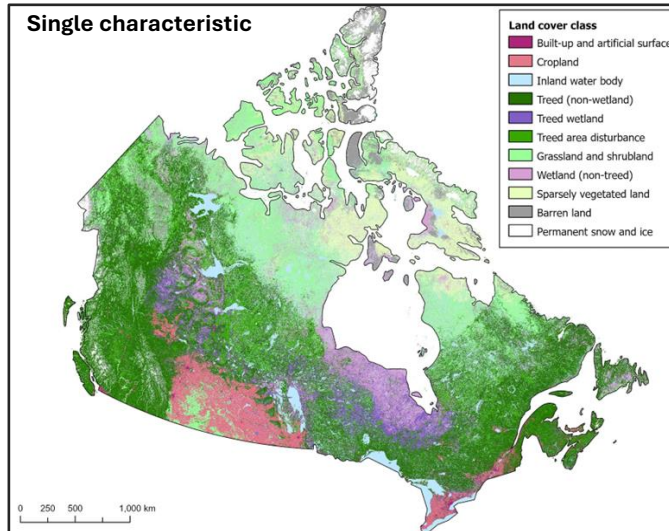 Single characteristic
Land cover class
Built-up and artificial surface
Cropland
Inland water body
Treed (non-wetland)
Treed wetland
Treed area disturbance
Grassland and shrubland
Wetland (non-treed)
Sparsely vegetated land
Barren land
Permanent snow and ice
0 250 500 1,000 km